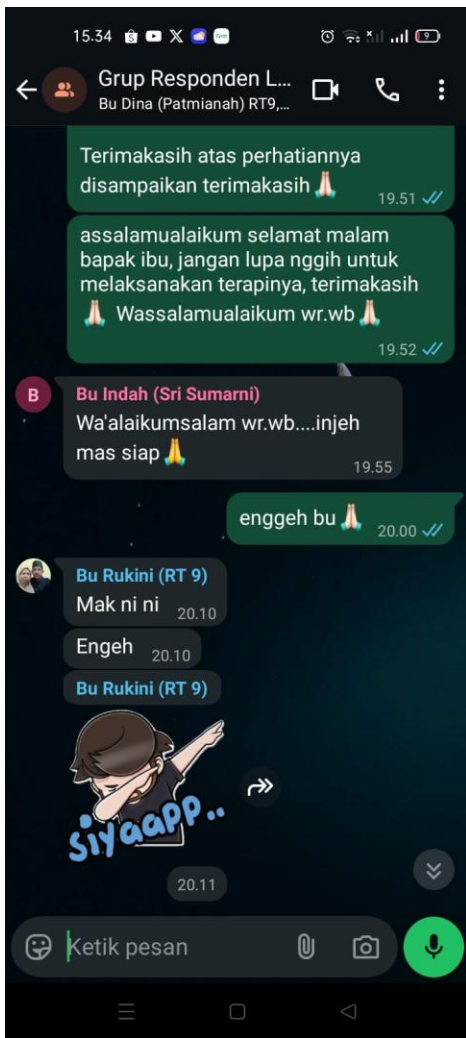 15.34
9
Grup Responden L...
Bu Dina (Patmianah) RT9,...
Terimakasih atas perhatiannya
disampaikan terimakasih🙏🏻
19.51
assalamualaikum selamat malam
bapak ibu, jangan lupa nggih untuk
melaksanakan terapinya, terimakasih
🙏🏻 Wassalamualaikum wr.wb🙏🏻
19.52
B
Bu Indah (Sri Sumarni)
Wa'alaikumsalam wr.wb....injeh
mas siap🙏
19.55
enggeh bu🙏🏻 20.00
Bu Rukini (RT 9)
Mak ni ni 20.10
Engeh 20.10
Bu Rukini (RT 9)
siyaapp..
20.11
Ketik pesan